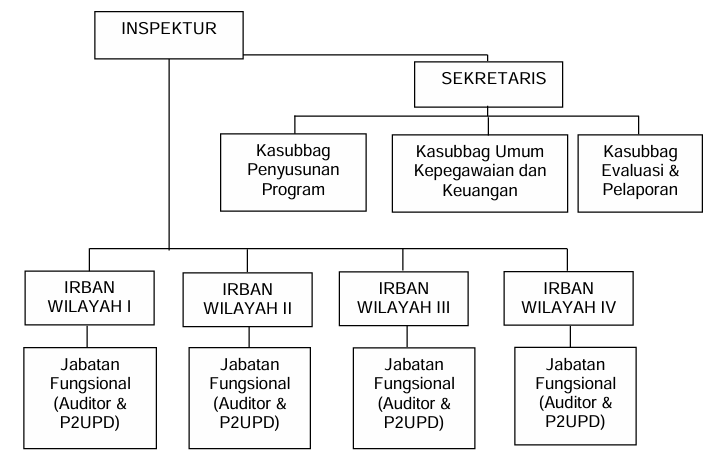 INSPEKTUR
SEKRETARIS
Kasubbag
Penyusunan
Program
Kasubbag Umum
Kepegawaian dan
Keuangan
Kasubbag
Evaluasi &
Pelaporan
IRBAN
WILAYAH I
IRBAN
WILAYAH II
IRBAN
WILAYAH III
IRBAN
WILAYAH IV
Jabatan
Fungsional
(Auditor &
P2UPD)
Jabatan
Fungsional
(Auditor &
P2UPD)
Jabatan
Fungsional
(Auditor &
P2UPD)
Jabatan
Fungsional
(Auditor &
P2UPD)